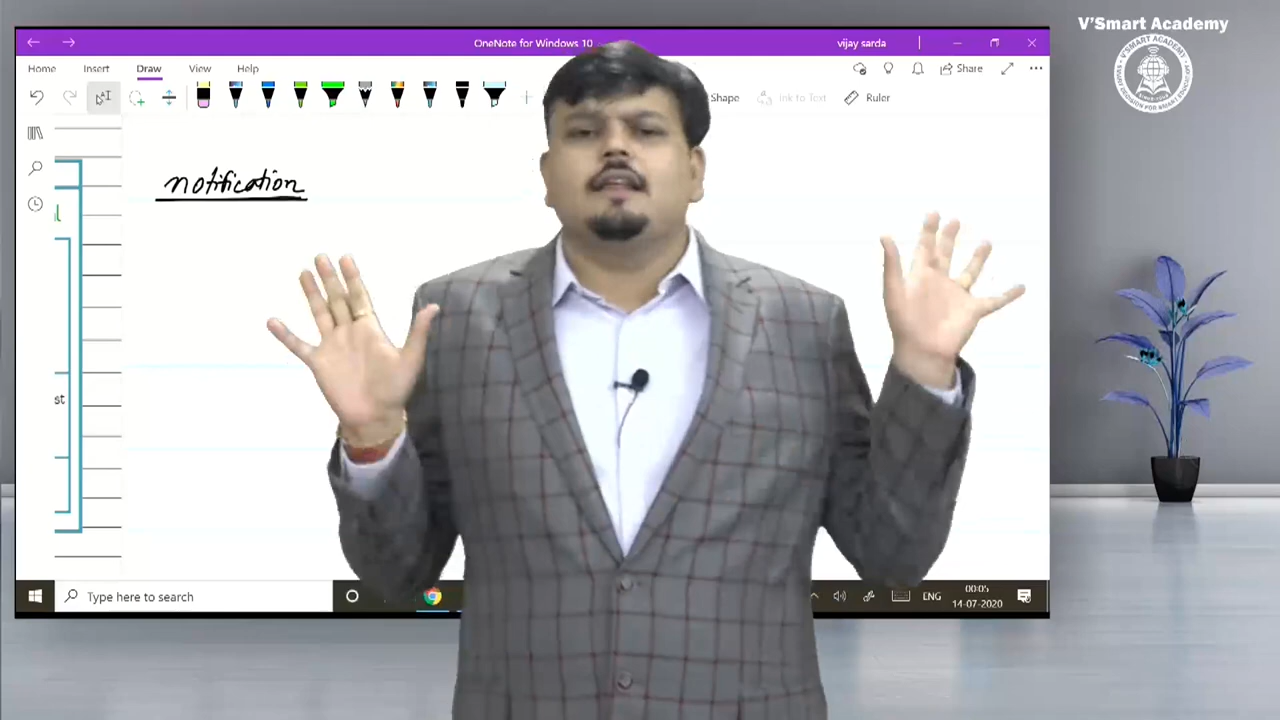 V'Smart Academy
OneNote for Windows 10
vijay sarda
Home
Insert
Draw
View
Help
Share
Shape
Ink to Text
Ruler
notification
l
st
Type here to search
ENG
00:05
14-07-2020